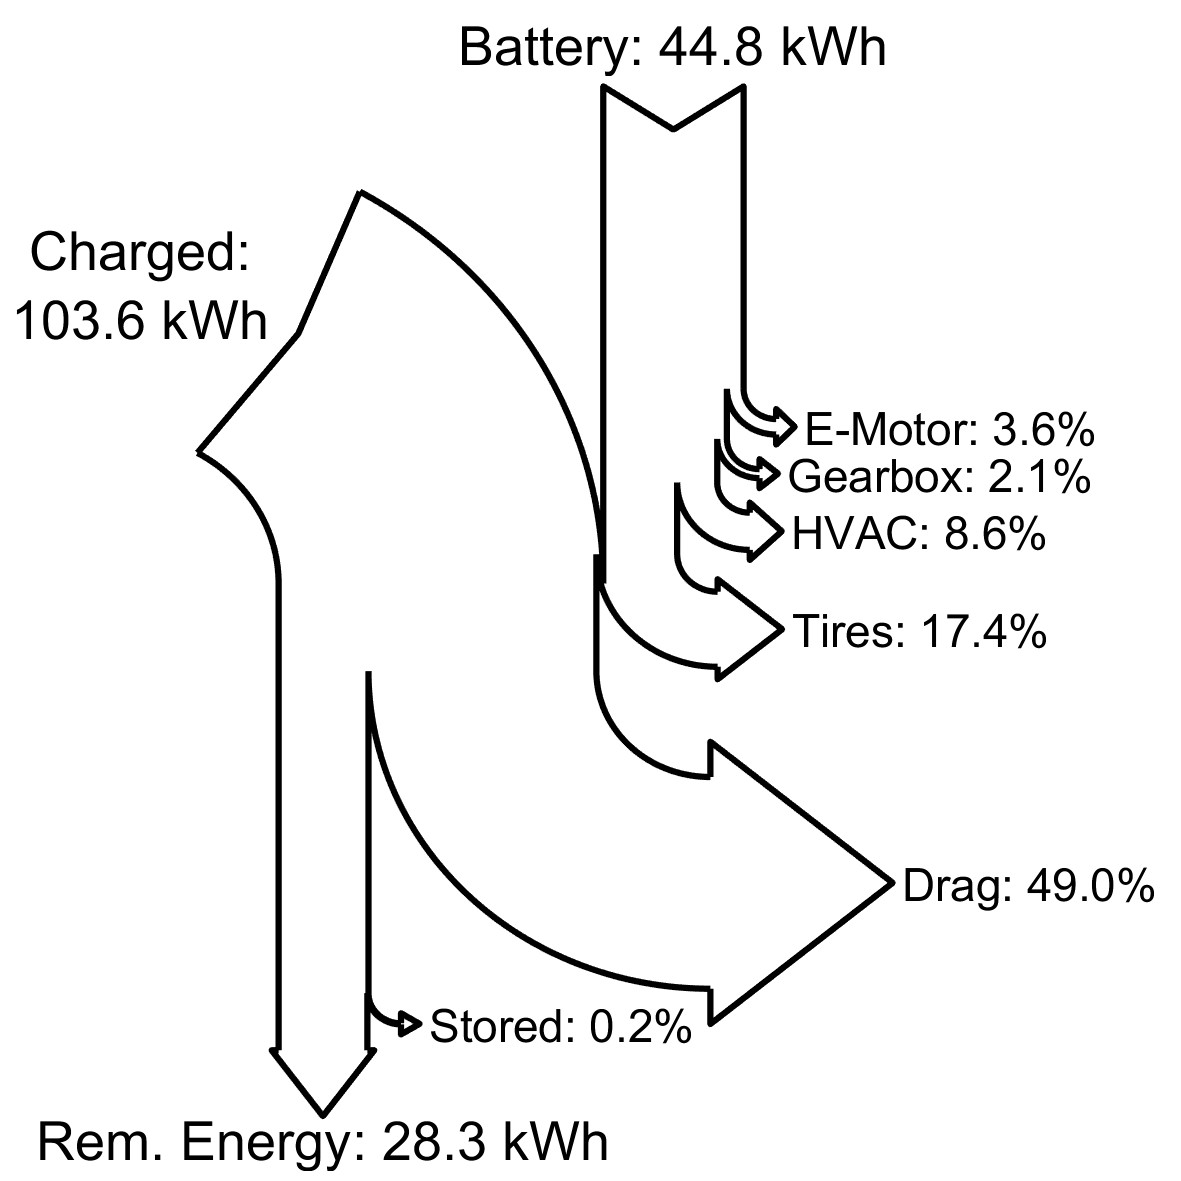 Battery: 44.8 kWh
Charged:
103.6 kWh
E-Motor: 3.6%
Gearbox: 2.1%
HVAC: 8.6%
Tires: 17.4%
Drag: 49.0%
Stored: 0.2%
Rem. Energy: 28.3 kWh